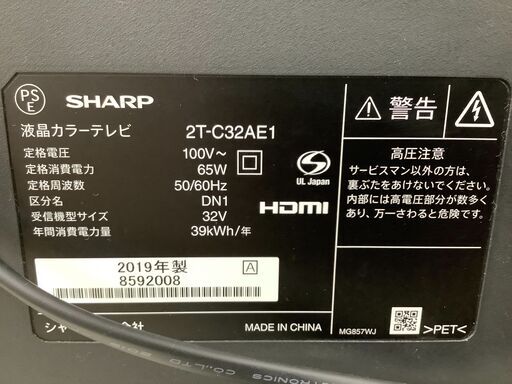 PS
E
SHARP
液晶カラーテレビ 2T-C32AE1
定格電圧 100V~
定格消費電力 65W
定格周波数 50/60Hz
区分名 DN1
受信機型サイズ 32V
年間消費電力量 39kWh/年
S
UL Japan
HDMI
2019年製 A
8592008
シャ 会社
MADE IN CHINA
警告
高圧注意
サービスマン以外の方は、
裏ぶたをあけないでください。
内部には高電圧部分が数多く
あり、万一さわると危険です。
MG857WJ
>PET<
CO.,LTD